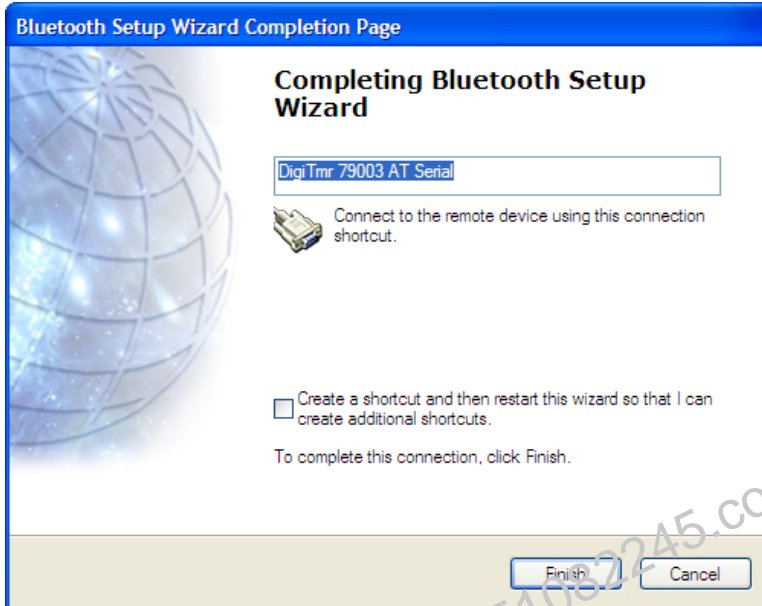 Bluetooth Setup Wizard Completion Page
Completing Bluetooth Setup
Wizard
DigiTmr 79003 AT Serial
Connect to the remote device using this connection
shortcut.
Create a shortcut and then restart this wizard so that I can
create additional shortcuts.
To complete this connection, click Finish.
Finish
Cancel